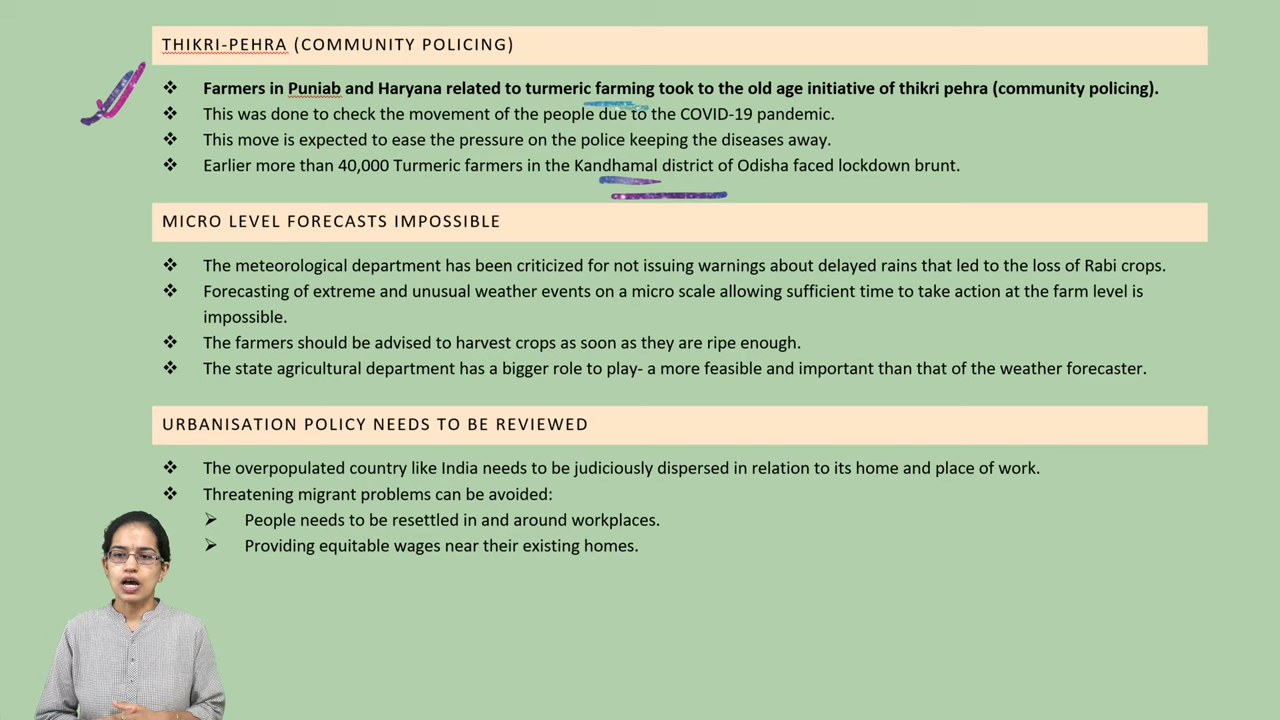 THIKRI-PEHRA (COMMUNITY POLICING)
❖ Farmers in Punjab and Haryana related to turmeric farming took to the old age initiative of thikri pehra (community policing).
❖ This was done to check the movement of the people due to the COVID-19 pandemic.
❖ This move is expected to ease the pressure on the police keeping the diseases away.
❖ Earlier more than 40,000 Turmeric farmers in the Kandhamal district of Odisha faced lockdown brunt.
MICRO LEVEL FORECASTS IMPOSSIBLE
❖ The meteorological department has been criticized for not issuing warnings about delayed rains that led to the loss of Rabi crops.
❖ Forecasting of extreme and unusual weather events on a micro scale allowing sufficient time to take action at the farm level is
impossible.
❖ The farmers should be advised to harvest crops as soon as they are ripe enough.
❖ The state agricultural department has a bigger role to play- a more feasible and important than that of the weather forecaster.
URBANISATION POLICY NEEDS TO BE REVIEWED
❖ The overpopulated country like India needs to be judiciously dispersed in relation to its home and place of work.
❖ Threatening migrant problems can be avoided:
➢ People needs to be resettled in and around workplaces.
➢ Providing equitable wages near their existing homes.